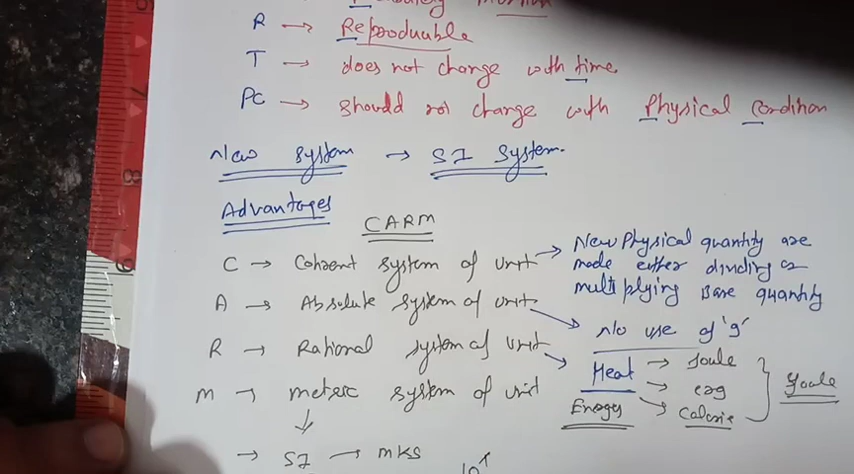 R → Reproduable
T → does not change with time
PC → should not change with Physical Condition
New system → SI System.
Advantages
CARM
C → Coherent system of unit → New Physical quantity are
made either dividing or
multiplying Base quantity
A → Absolute system of unit → No use of 'g'
R → Rational system of unit → Heat → Joule
→ erg
→ Calorie
Joule
Energy
M → metric system of unit
→ SI → MKS